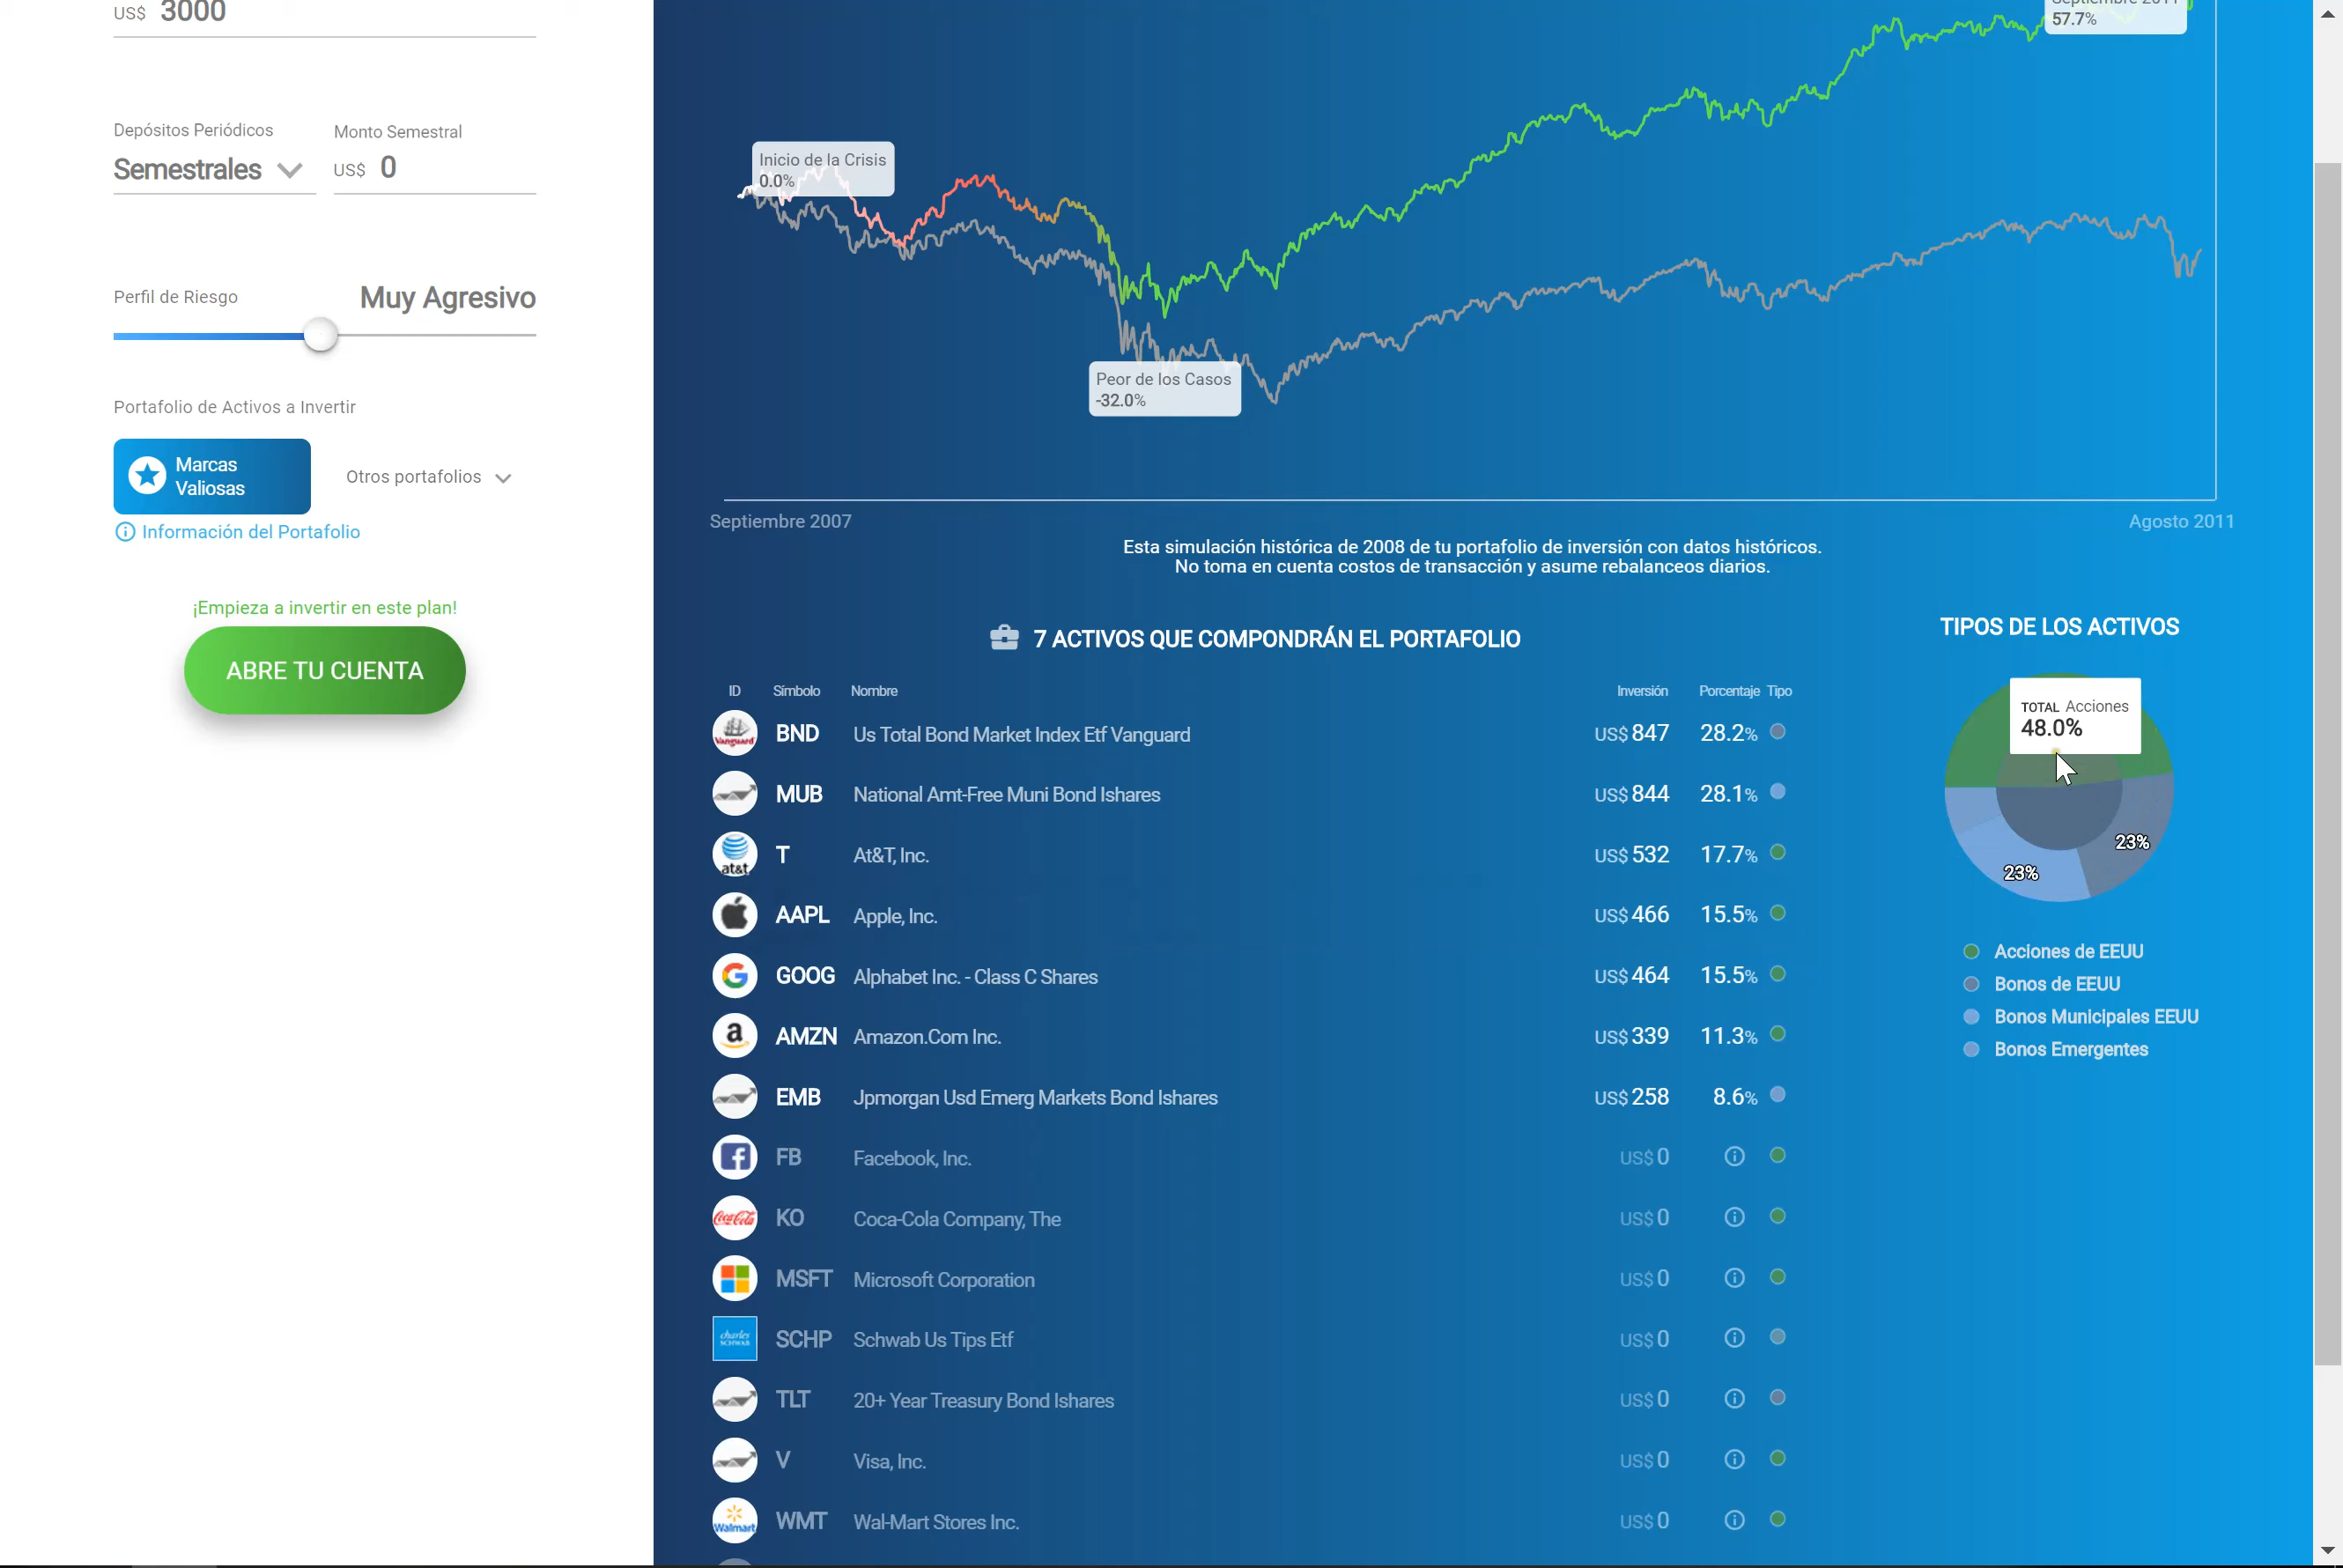 US$ 3000
Depósitos Periódicos
Semestrales
Monto Semestral
US$ 0
Perfil de Riesgo
Muy Agresivo
Portafolio de Activos a Invertir
Marcas
Valiosas
Otros portafolios
Información del Portafolio
¡Empieza a invertir en este plan!
ABRE TU CUENTA
Septiembre 2011
57.7%
Inicio de la Crisis
0.0%
Peor de los Casos
-32.0%
Septiembre 2007
Agosto 2011
Esta simulación histórica de 2008 de tu portafolio de inversión con datos históricos.
No toma en cuenta costos de transacción y asume rebalanceos diarios.
7 ACTIVOS QUE COMPONDRÁN EL PORTAFOLIO
ID Símbolo Nombre Inversión Porcentaje Tipo
Vanguard BND Us Total Bond Market Index Etf Vanguard US$ 847 28.2%
MUB National Amt-Free Muni Bond Ishares US$ 844 28.1%
at&t T At&T, Inc. US$ 532 17.7%
AAPL Apple, Inc. US$ 466 15.5%
G GOOG Alphabet Inc. - Class C Shares US$ 464 15.5%
a AMZN Amazon.Com Inc. US$ 339 11.3%
EMB Jpmorgan Usd Emerg Markets Bond Ishares US$ 258 8.6%
f FB Facebook, Inc. US$ 0
Coca-Cola KO Coca-Cola Company, The US$ 0
MSFT Microsoft Corporation US$ 0
charles SCHWAB SCHP Schwab Us Tips Etf US$ 0
TLT 20+ Year Treasury Bond Ishares US$ 0
V Visa, Inc. US$ 0
Walmart WMT Wal-Mart Stores Inc. US$ 0
TIPOS DE LOS ACTIVOS
TOTAL Acciones
48.0%
23%
23%
Acciones de EEUU
Bonos de EEUU
Bonos Municipales EEUU
Bonos Emergentes